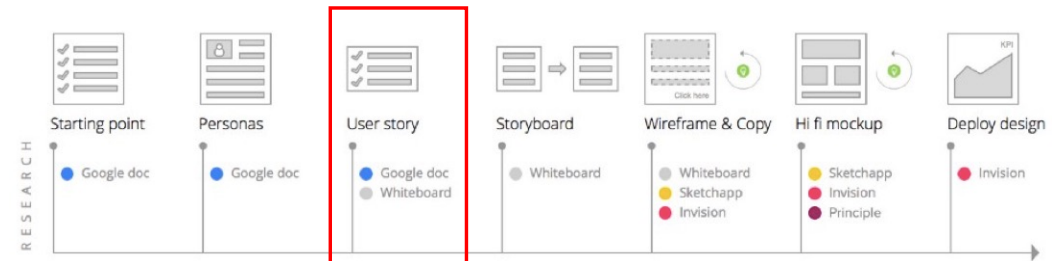 KPI
Click here
Starting point
Personas
User story
Storyboard
Wireframe & Copy
Hi fi mockup
Deploy design
RESEARCH
Google doc
Google doc
Google doc
Whiteboard
Whiteboard
Whiteboard
Sketchapp
Invision
Sketchapp
Invision
Principle
Invision